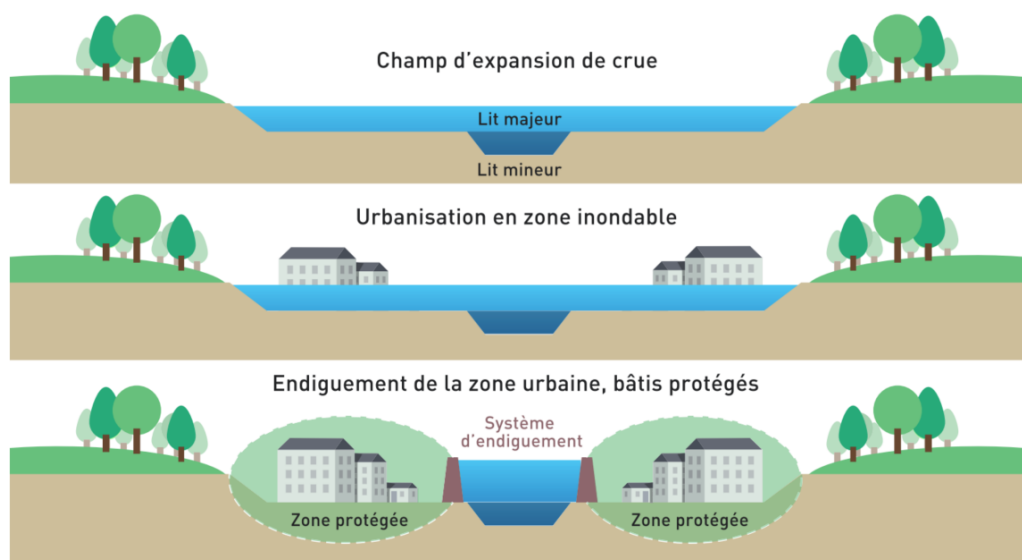 Champ d'expansion de crue
Lit majeur
Lit mineur
Urbanisation en zone inondable
Endiguement de la zone urbaine, bâtis protégés
Système
d'endiguement
Zone protégée
Zone protégée